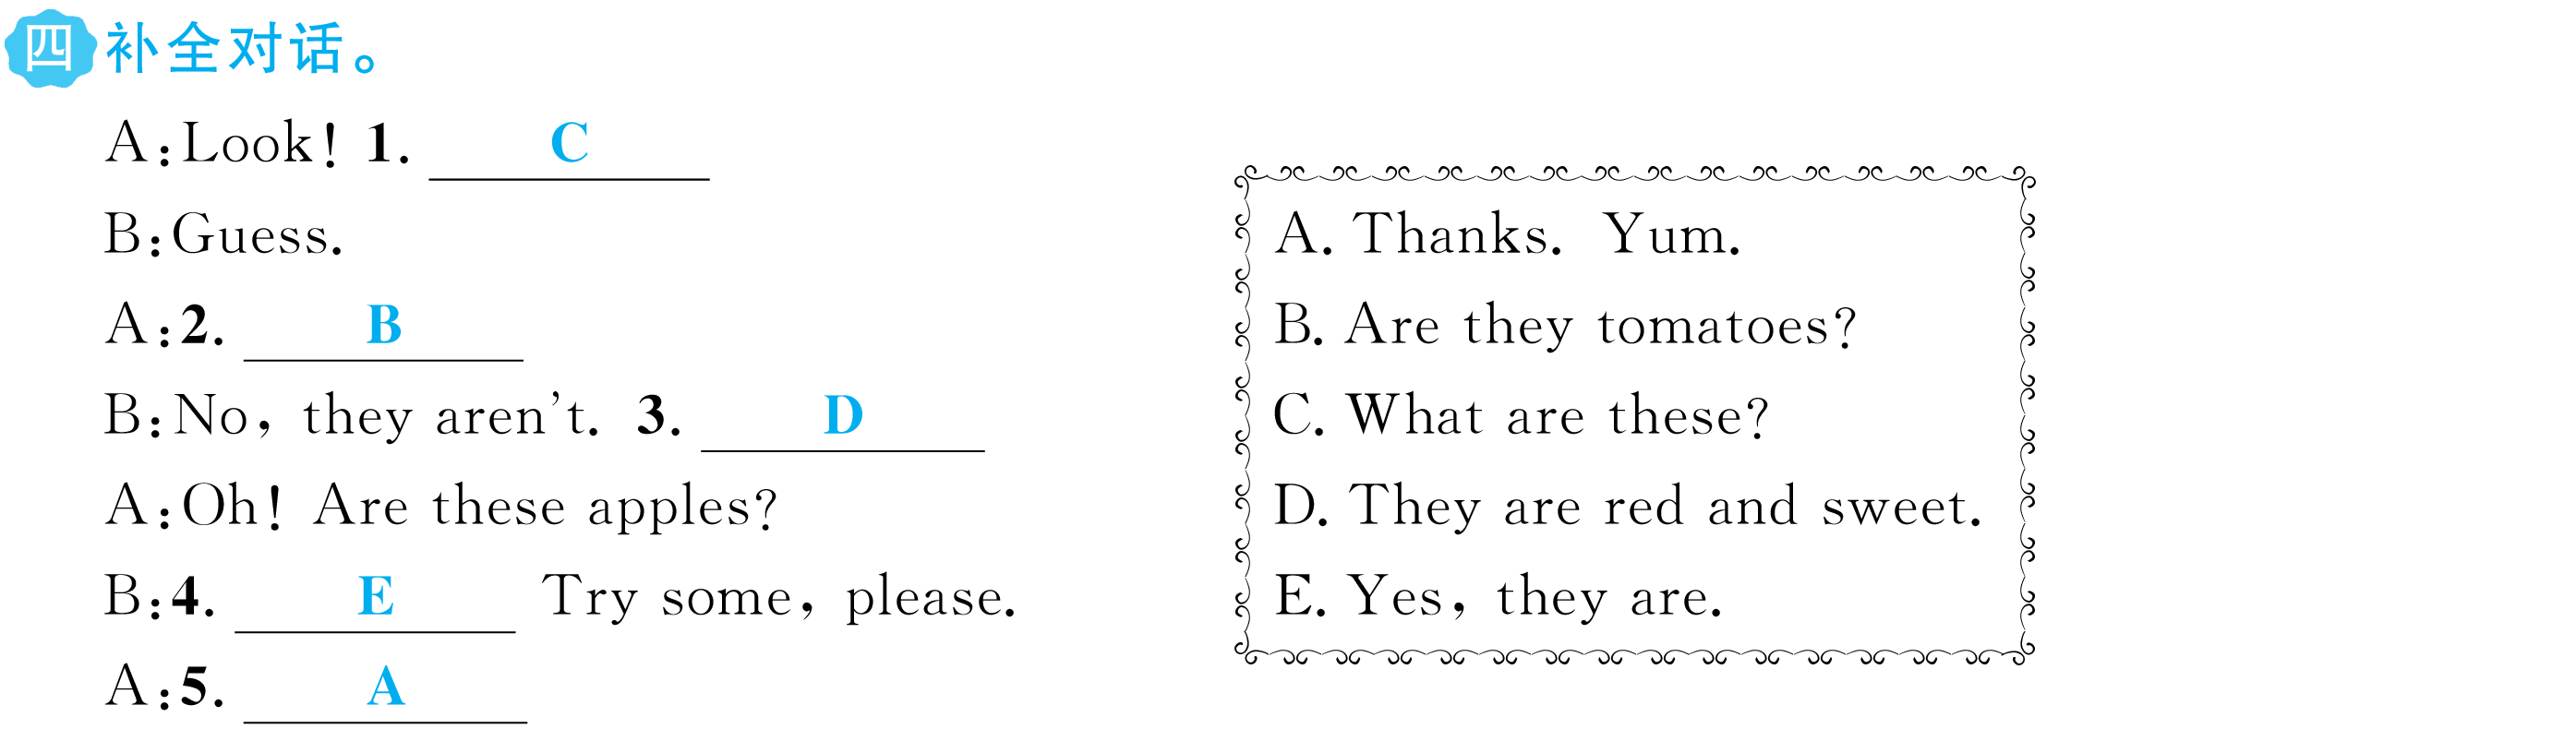 四 补全对话。
A:Look! 1. C
B:Guess.
A:2. B
B:No, they aren't. 3. D
A:Oh! Are these apples?
B:4. E Try some, please.
A:5. A
A. Thanks. Yum.
B. Are they tomatoes?
C. What are these?
D. They are red and sweet.
E. Yes, they are.